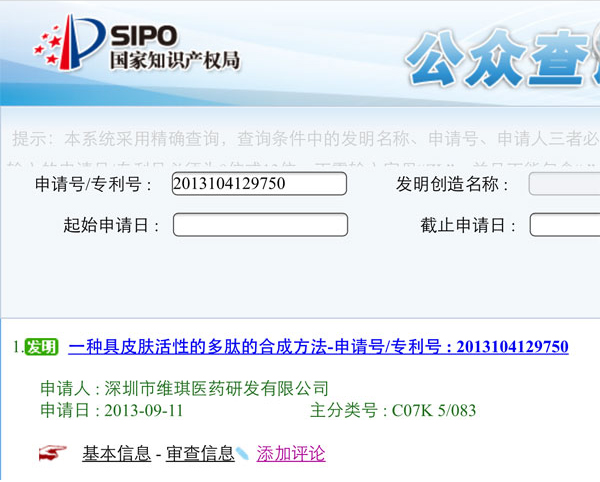 SIPO
国家知识产权局
公众查
提示：本系统采用精确查询，查询条件中的发明名称、申请号、申请人三者必
申请号/专利号： 2013104129750 发明创造名称：
起始申请日： 截止申请日：
1. 发明 一种具皮肤活性的多肽的合成方法-申请号/专利号 : 2013104129750
申请人 : 深圳市维琪医药研发有限公司
申请日 : 2013-09-11 主分类号 : C07K 5/083
基本信息 - 审查信息 添加评论